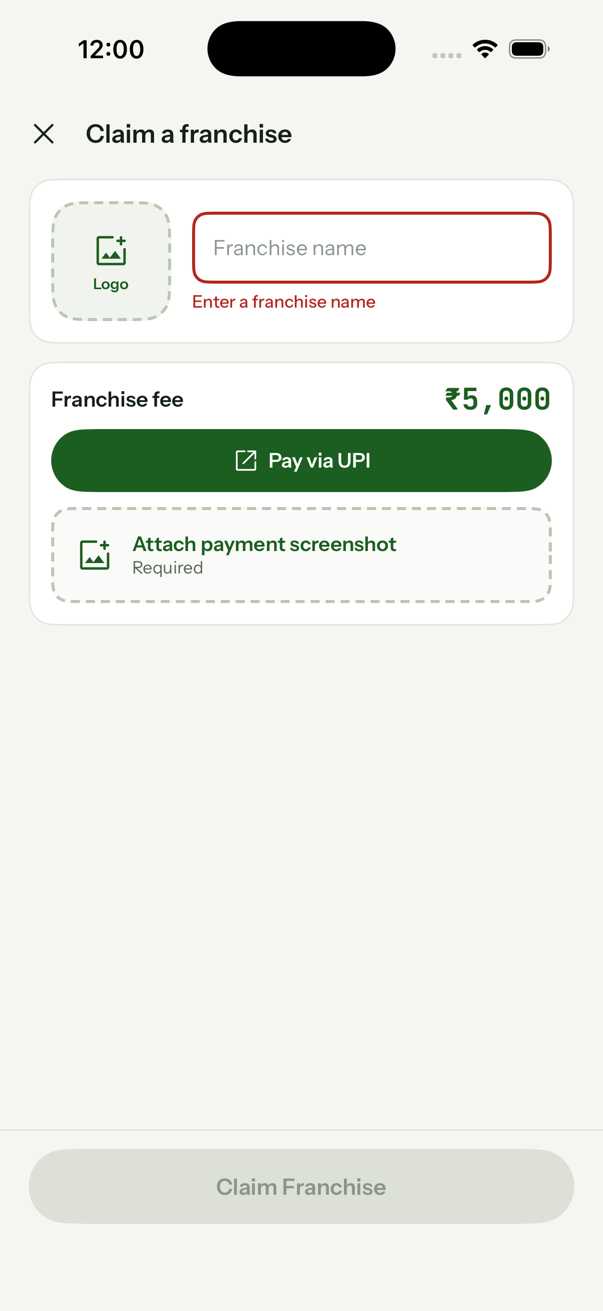 12:00
Claim a franchise
Logo
Franchise name
Enter a franchise name
Franchise fee
₹5,000
Pay via UPI
Attach payment screenshot
Required
Claim Franchise